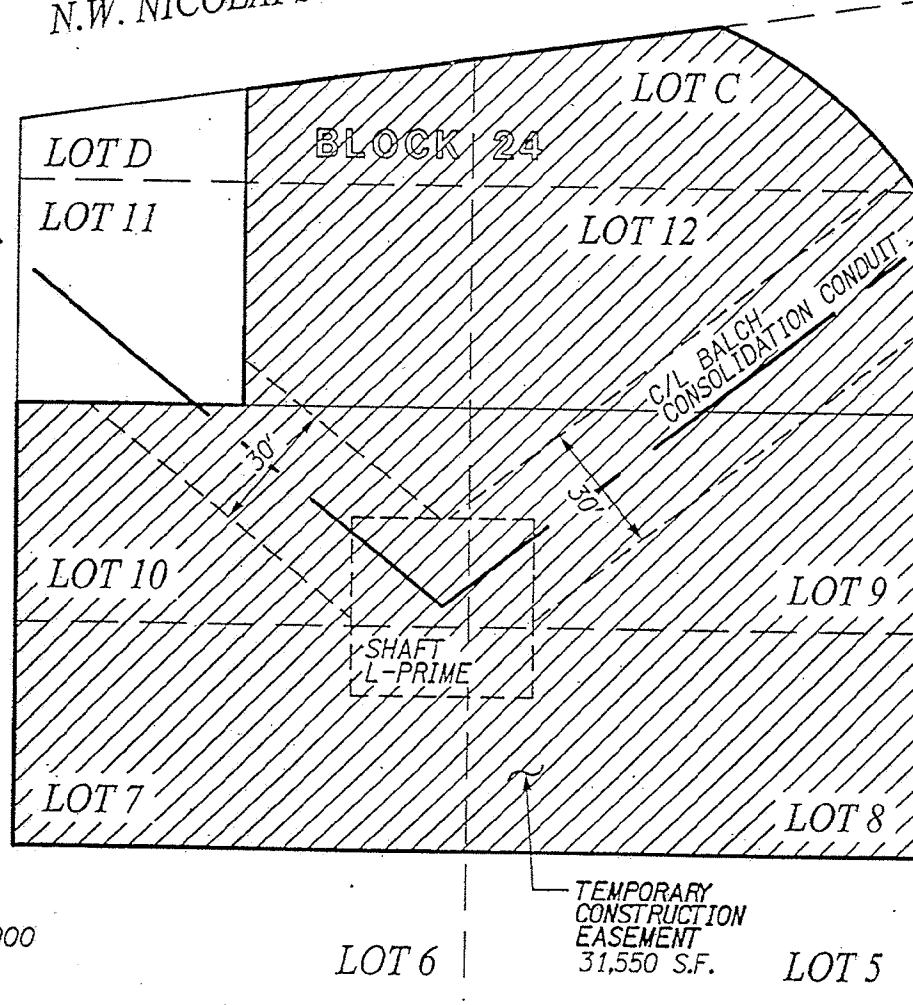 N.W. NICOLAI
LOT C
LOT D
BLOCK 24
LOT 11
LOT 12
C/L BALCH
CONSOLIDATION CONDUIT
30'
30'
LOT 10
LOT 9
SHAFT
L-PRIME
LOT 7
LOT 8
TEMPORARY
CONSTRUCTION
EASEMENT
31,550 S.F.
LOT 6
LOT 5